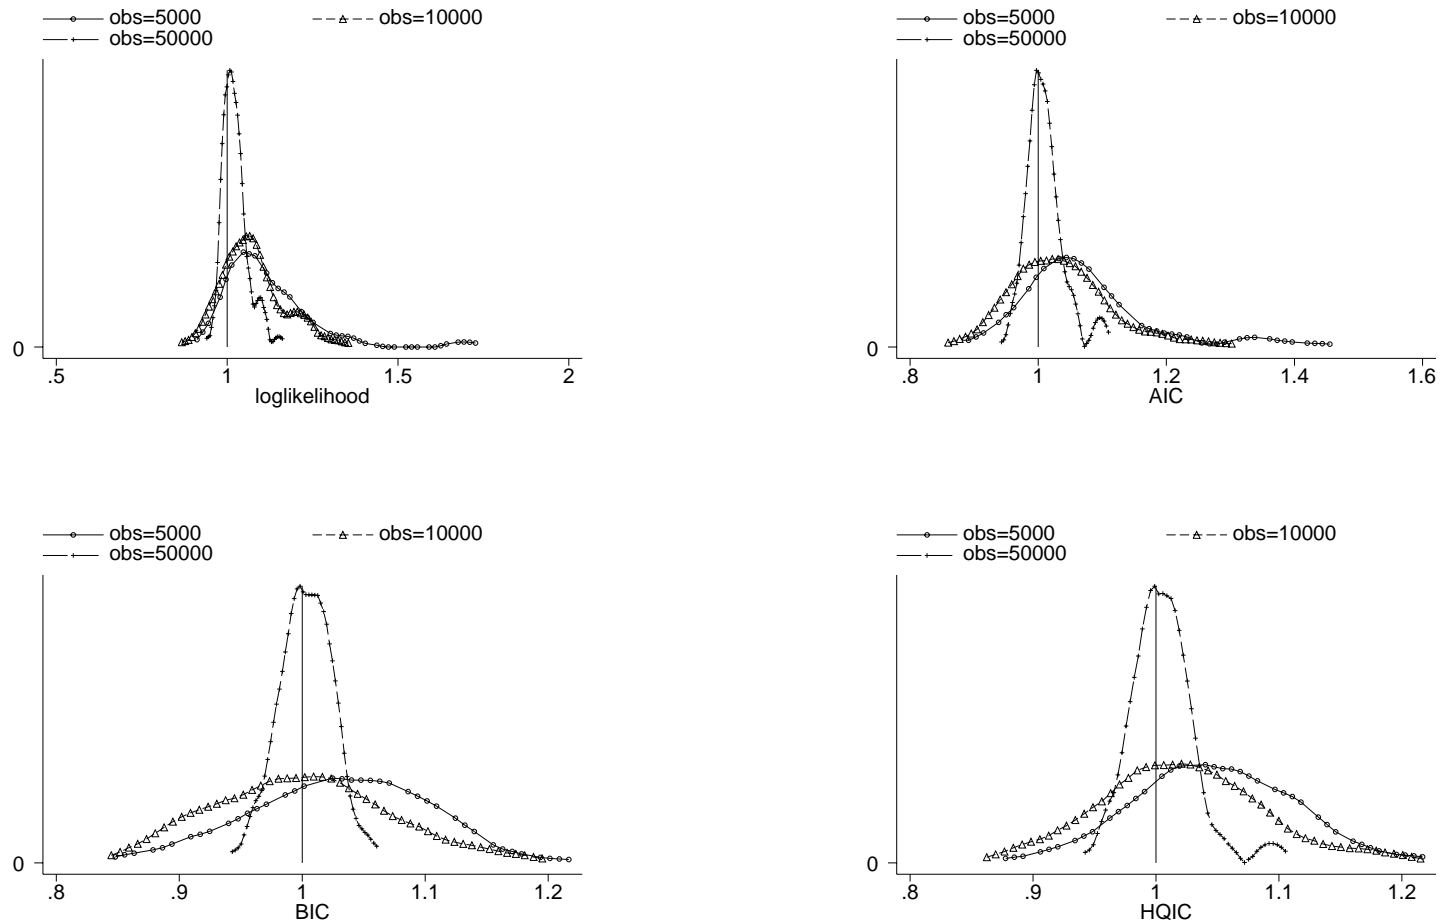 obs=5000 obs=10000
obs=50000
0
.5 1 1.5 2
loglikelihood
obs=5000 obs=10000
obs=50000
0
.8 1 1.2 1.4 1.6
AIC
obs=5000 obs=10000
obs=50000
0
.8 .9 1 1.1 1.2
BIC
obs=5000 obs=10000
obs=50000
0
.8 .9 1 1.1 1.2
HQIC